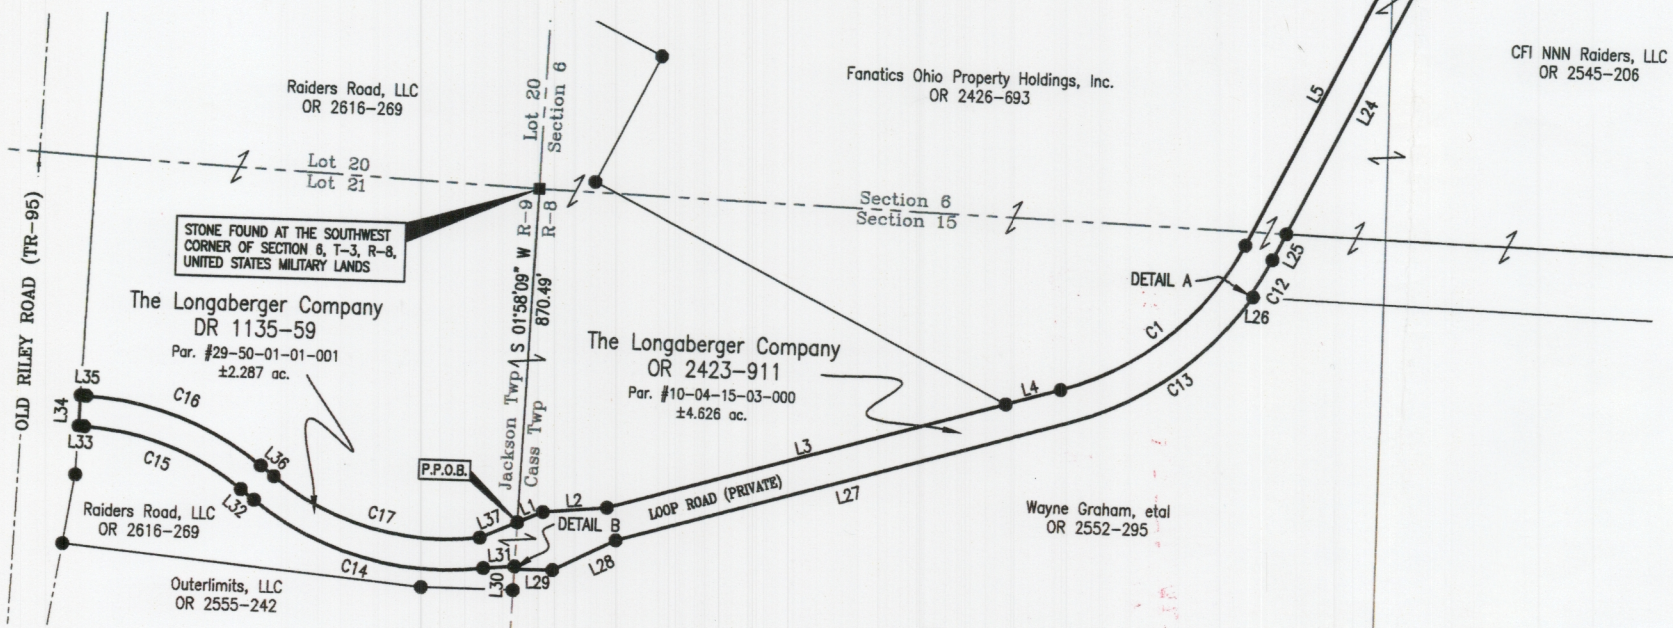 Raiders Road, LLC
OR 2616-269
Fanatics Ohio Property Holdings, Inc.
OR 2426-693
CFI NNN Raiders, LLC
OR 2545-206
L5
L24
Lot 20
Section 6
Lot 20
Lot 21
Section 6
Section 15
R-9
R-8
STONE FOUND AT THE SOUTHWEST
CORNER OF SECTION 6, T-3, R-8,
UNITED STATES MILITARY LANDS
S 01°58'09" W
870.49'
OLD RILEY ROAD (TR-95)
DETAIL A
L25
C12
L26
The Longaberger Company
DR 1135-59
Par. #29-50-01-01-001
±2.287 ac.
The Longaberger Company
OR 2423-911
Par. #10-04-15-03-000
±4.626 ac.
C1
C13
L4
L3
L35
L34
L33
C16
C15
L36
L32
C17
P.P.O.B.
Jackson Twp
Cass Twp
L37
L1
L2
DETAIL B
LOOP ROAD (PRIVATE)
L27
L28
L29
L30
L31
C14
Raiders Road, LLC
OR 2616-269
Outerlimits, LLC
OR 2555-242
Wayne Graham, etal
OR 2552-295